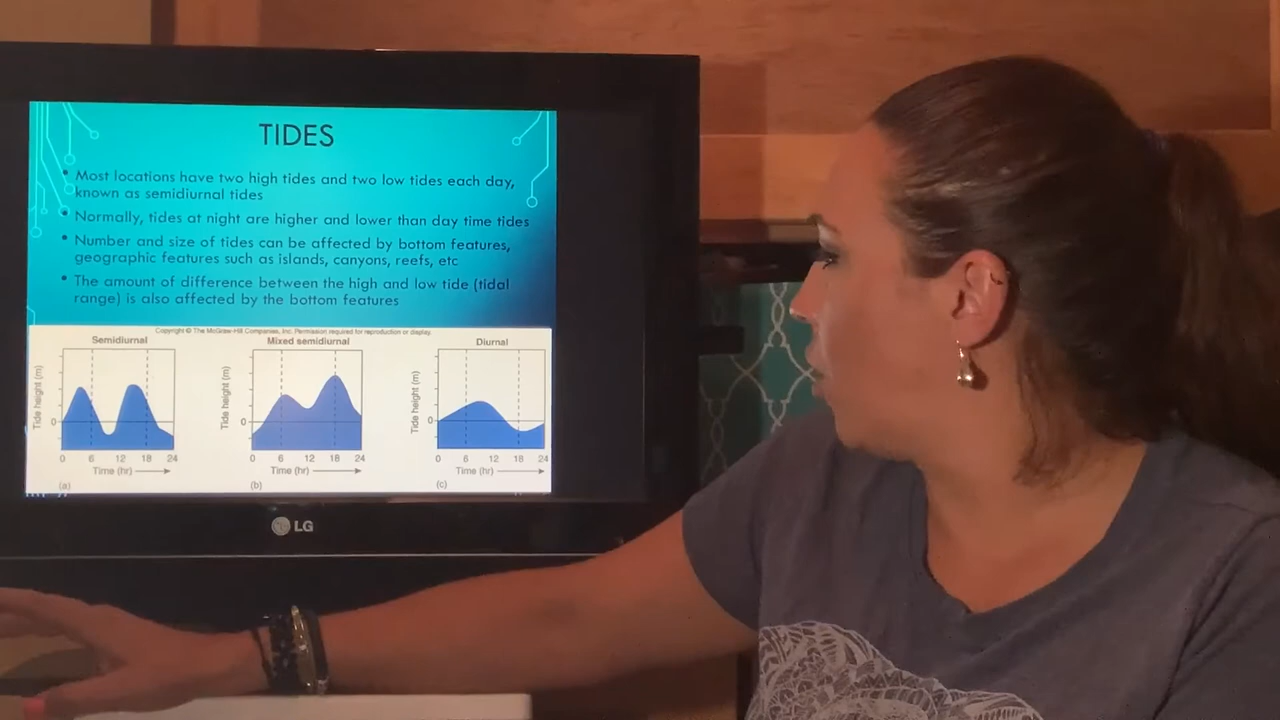 TIDES
• Most locations have two high tides and two low tides each day,
known as semidiurnal tides
• Normally, tides at night are higher and lower than day time tides
• Number and size of tides can be affected by bottom features,
geographic features such as islands, canyons, reefs, etc
• The amount of difference between the high and low tide (tidal
range) is also affected by the bottom features
Copyright © The McGraw-Hill Companies, Inc. Permission required for reproduction or display.
Semidiurnal
Tide height (m)
0
0 6 12 18 24
Time (hr)
(a)
Mixed semidiurnal
Tide height (m)
0
0 6 12 18 24
Time (hr)
(b)
Diurnal
Tide height (m)
0
0 6 12 18 24
Time (hr)
(c)
LG